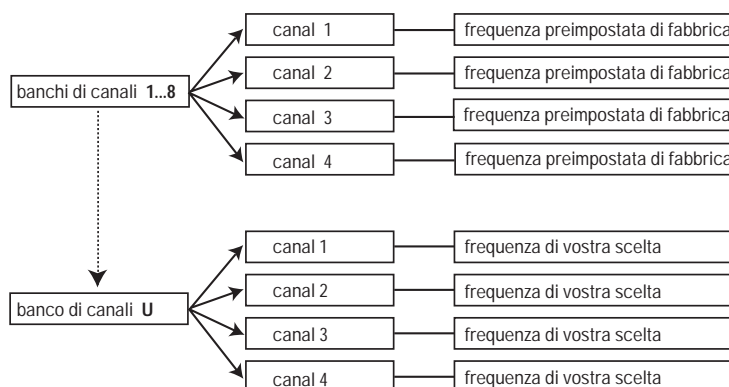 canal 1 frequenza preimpostata di fabbrica
canal 2 frequenza preimpostata di fabbrica
banchi di canali 1...8
canal 3 frequenza preimpostata di fabbrica
canal 4 frequenza preimpostata di fabbrica
canal 1 frequenza di vostra scelta
canal 2 frequenza di vostra scelta
banco di canali U
canal 3 frequenza di vostra scelta
canal 4 frequenza di vostra scelta